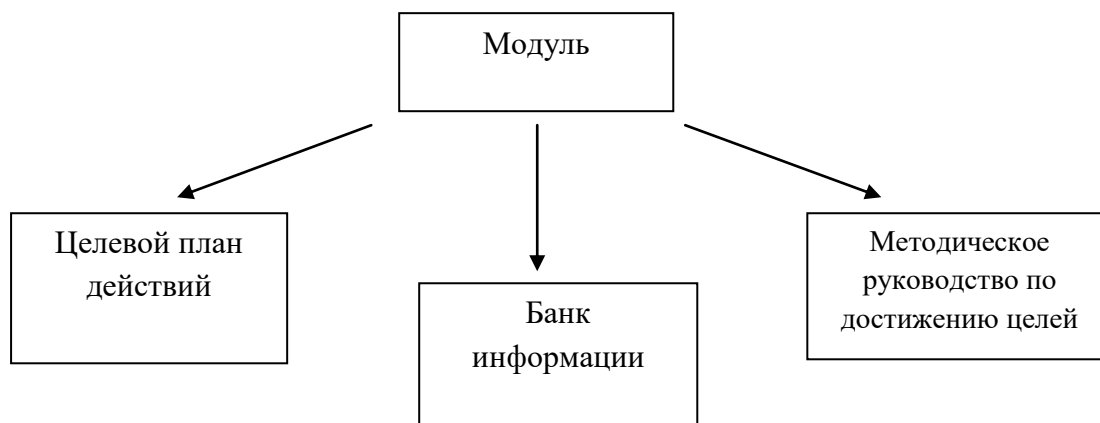 Модуль
Целевой план
действий
Банк
информации
Методическое
руководство по
достижению целей